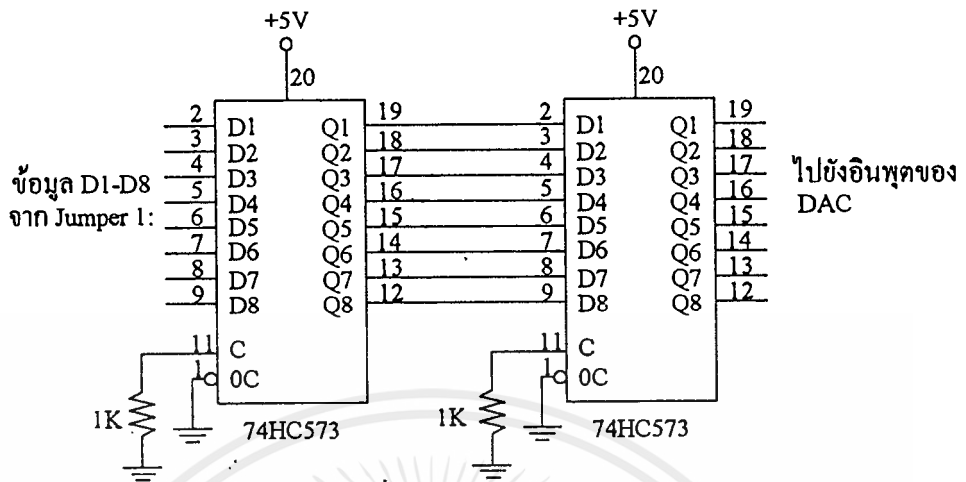 +5V
+5V
20
20
2 D1 Q1 19 2 D1 Q1 19
3 D2 Q2 18 3 D2 Q2 18
4 D3 Q3 17 4 D3 Q3 17
5 D4 Q4 16 5 D4 Q4 16
6 D5 Q5 15 6 D5 Q5 15
7 D6 Q6 14 7 D6 Q6 14
8 D7 Q7 13 8 D7 Q7 13
9 D8 Q8 12 9 D8 Q8 12
ข้อมูล D1-D8
จาก Jumper 1:
ไปยังอินพุตของ
DAC
11 C
1 0C
1K
74HC573
11 C
1 0C
1K
74HC573